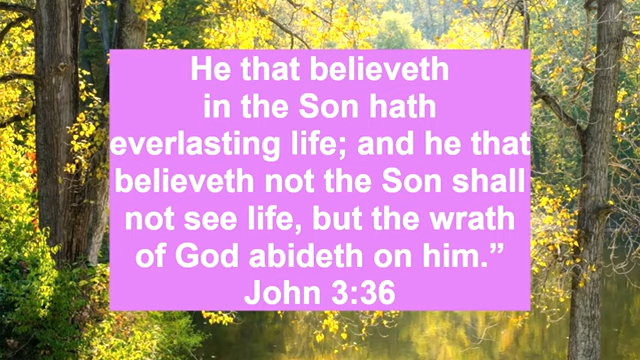 He that believeth
in the Son hath
everlasting life; and he that
believeth not the Son shall
not see life, but the wrath
of God abideth on him.”
John 3:36